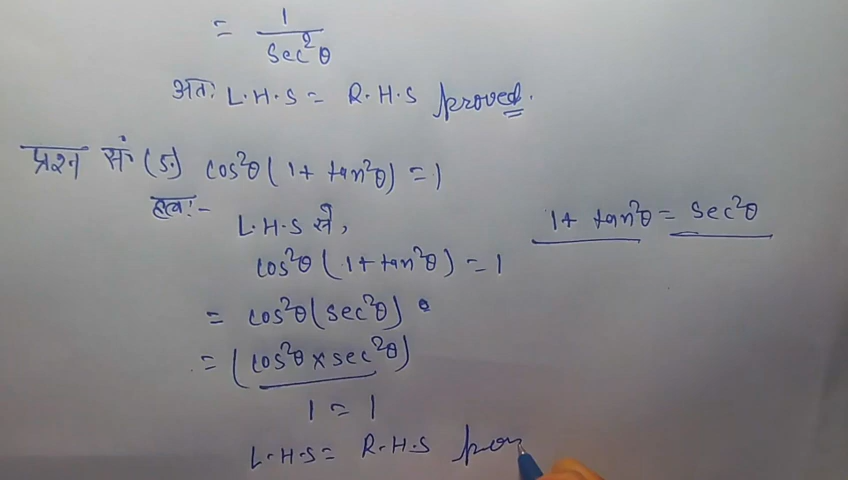 = 1/sec²θ
अतः L.H.S = R.H.S proved.
प्रश्न सं० (5.) cos²θ(1+ tan²θ) = 1
हलः-
L.H.S से,
1+ tan²θ = sec²θ
cos²θ(1+tan²θ) = 1
= cos²θ(sec²θ)
= (cos²θ × sec²θ)
1 = 1
L.H.S = R.H.S